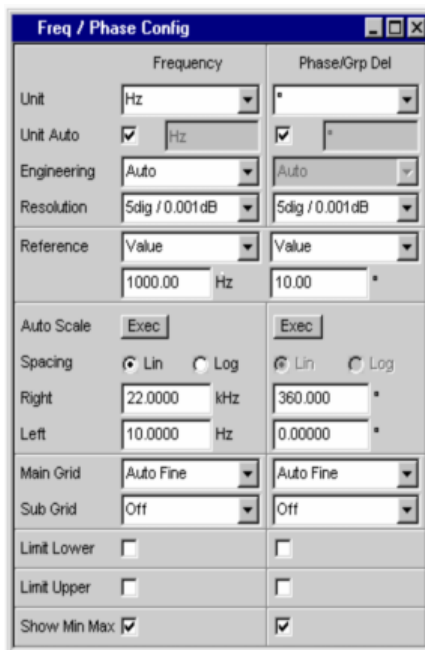 Freq / Phase Config
Frequency Phase/Grp Del
Unit Hz °
Unit Auto Hz °
Engineering Auto Auto
Resolution 5dig / 0.001dB 5dig / 0.001dB
Reference Value Value
1000.00 Hz 10.00 °
Auto Scale Exec Exec
Spacing Lin Log Lin Log
Right 22.0000 kHz 360.000 °
Left 10.0000 Hz 0.00000 °
Main Grid Auto Fine Auto Fine
Sub Grid Off Off
Limit Lower
Limit Upper
Show Min Max